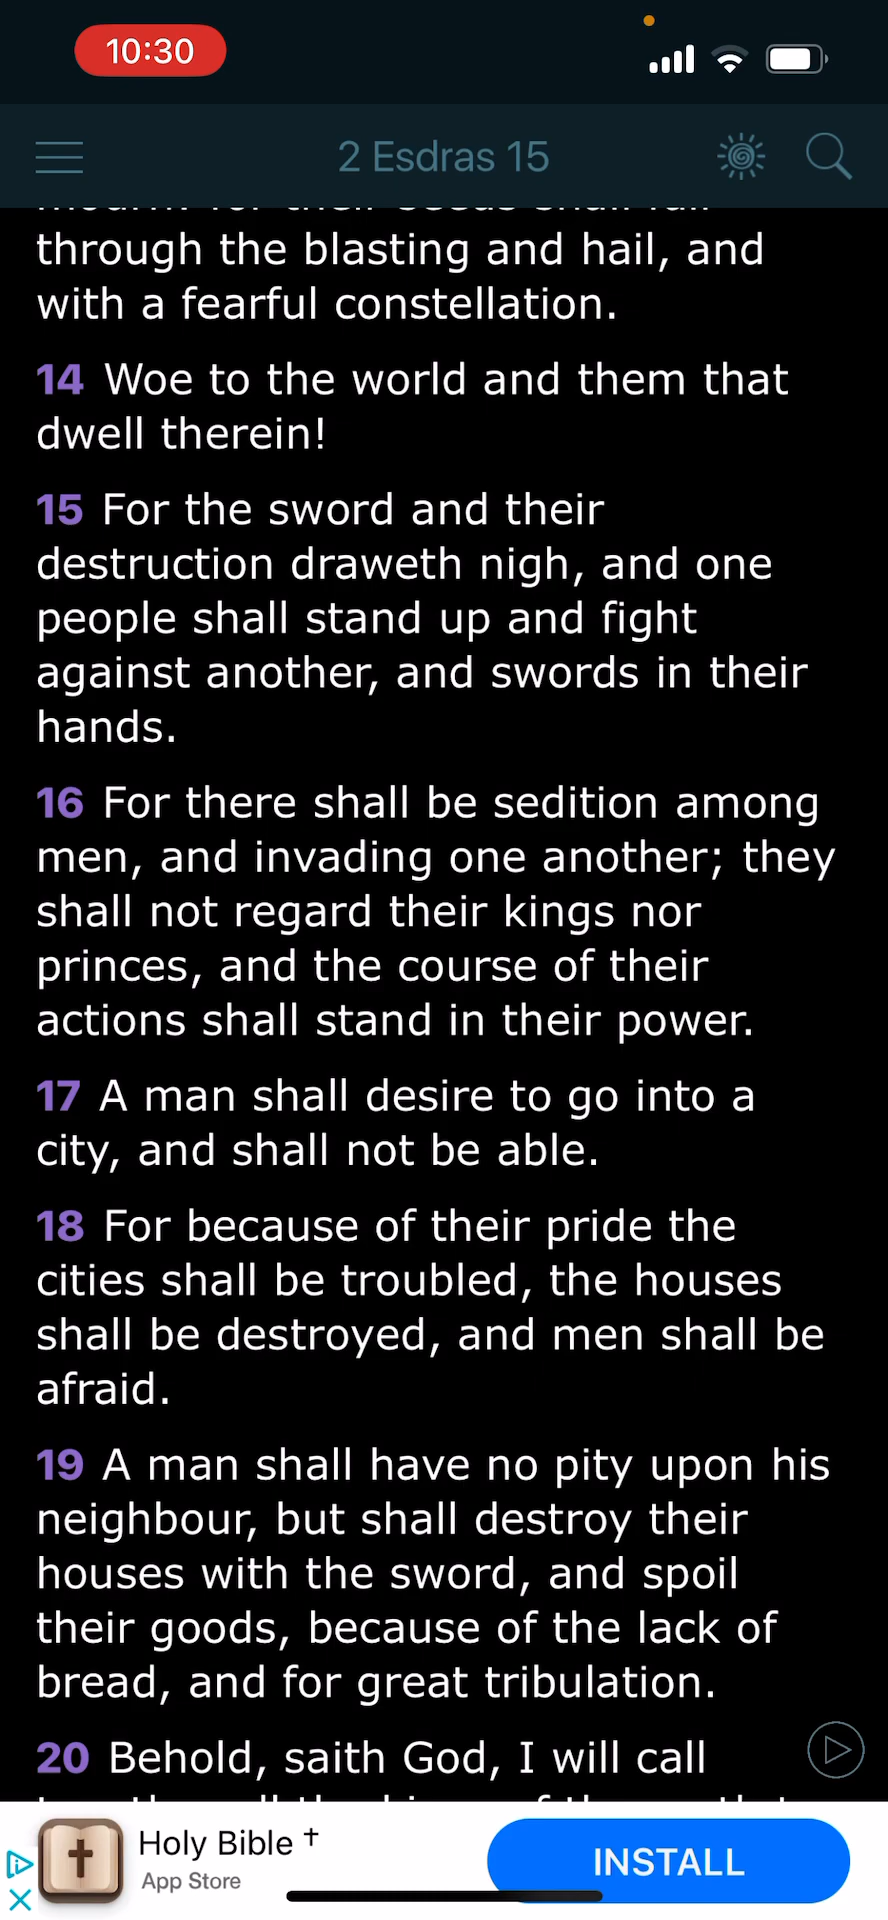 10:30
2 Esdras 15
through the blasting and hail, and
with a fearful constellation.
14 Woe to the world and them that
dwell therein!
15 For the sword and their
destruction draweth nigh, and one
people shall stand up and fight
against another, and swords in their
hands.
16 For there shall be sedition among
men, and invading one another; they
shall not regard their kings nor
princes, and the course of their
actions shall stand in their power.
17 A man shall desire to go into a
city, and shall not be able.
18 For because of their pride the
cities shall be troubled, the houses
shall be destroyed, and men shall be
afraid.
19 A man shall have no pity upon his
neighbour, but shall destroy their
houses with the sword, and spoil
their goods, because of the lack of
bread, and for great tribulation.
20 Behold, saith God, I will call
Holy Bible †
App Store
INSTALL